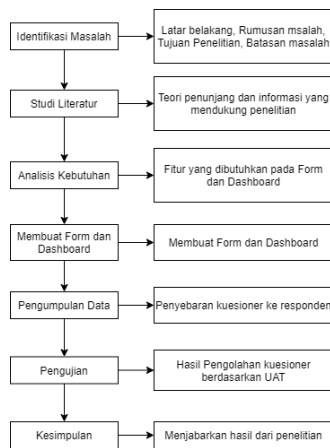 Identifikasi Masalah
Latar belakang, Rumusan msalah,
Tujuan Penelitian, Batasan masalah
Studi Literatur
Teori penunjang dan informasi yang
mendukung penelitian
Analisis Kebutuhan
Fitur yang dibutuhkan pada Form
dan Dashboard
Membuat Form dan
Dashboard
Membuat Form dan Dashboard
Pengumpulan Data
Penyebaran kuesioner ke responden
Pengujian
Hasil Pengolahan kuesioner
berdasarkan UAT
Kesimpulan
Menjabarkan hasil dari penelitian